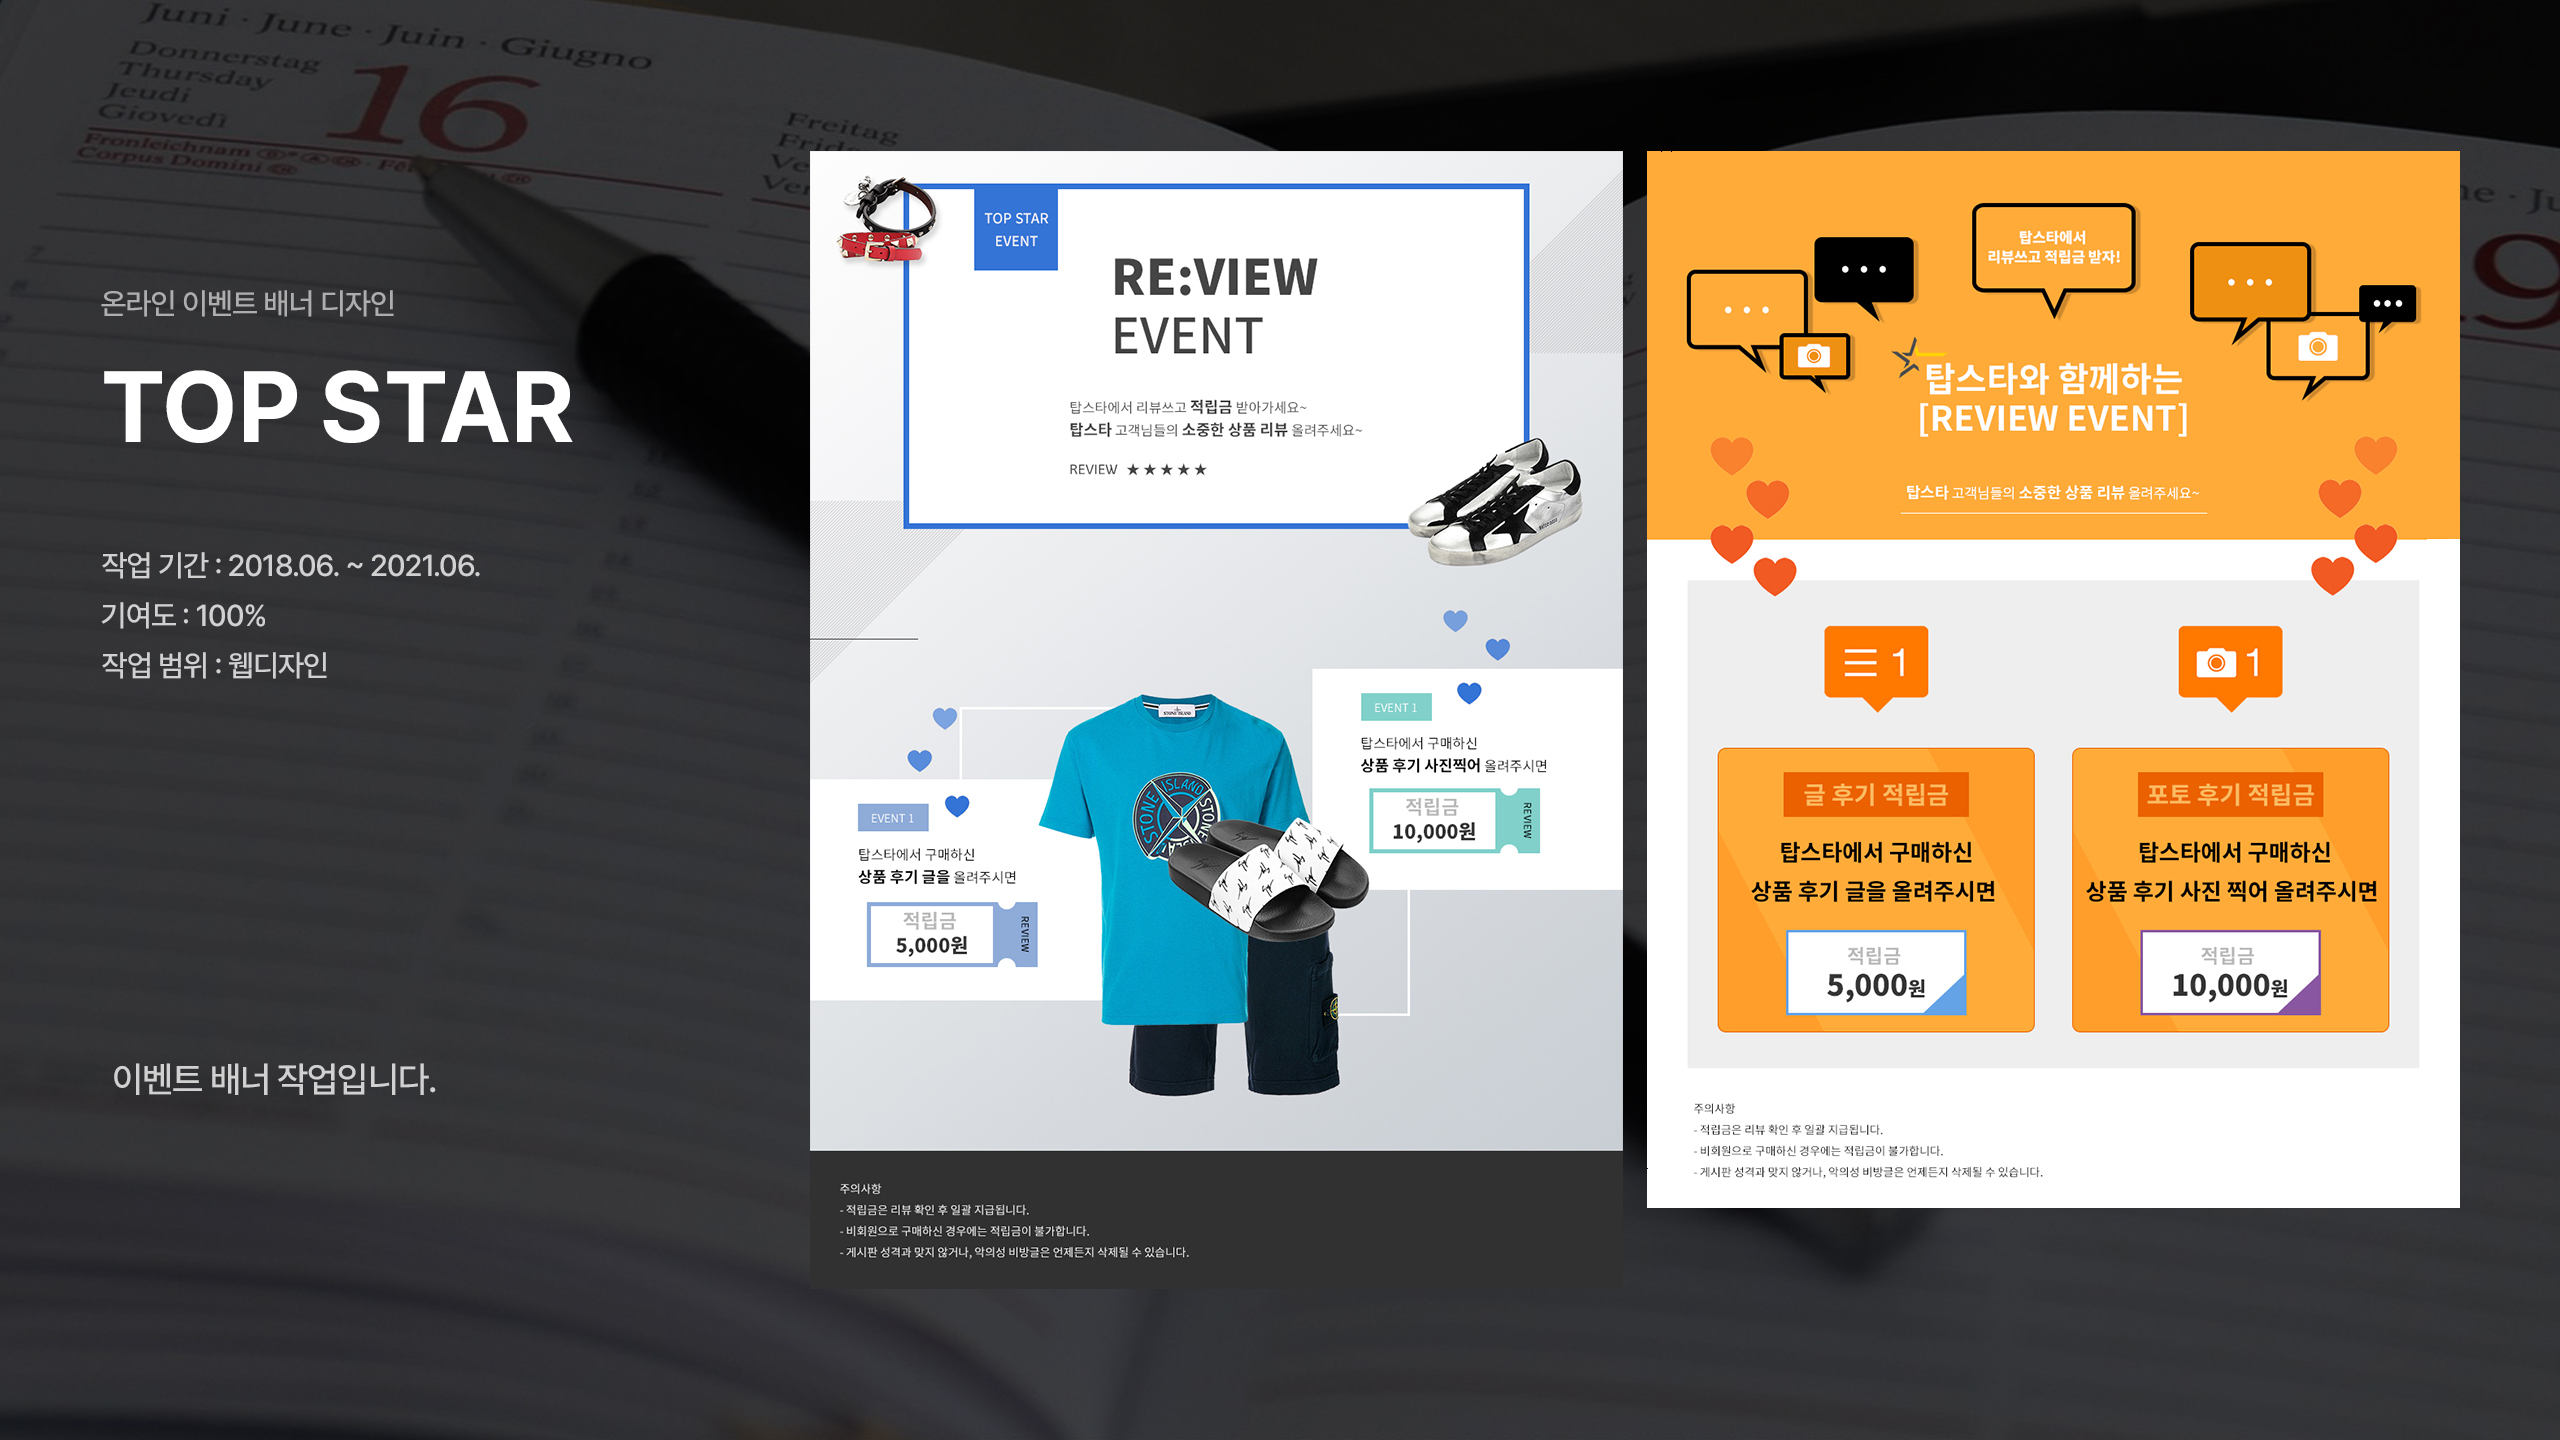 Juni · June · Juin · Giugno
Donnerstag
Thursday
Jeudi
Giovedì
16
Fronleichnam
Corpus Domini
Freitag
온라인 이벤트 배너 디자인
TOP STAR
작업 기간 : 2018.06. ~ 2021.06.
기여도 : 100%
작업 범위 : 웹디자인
이벤트 배너 작업입니다.
TOP STAR
EVENT
RE:VIEW
EVENT
탑스타에서 리뷰쓰고 적립금 받아가세요~
탑스타 고객님들의 소중한 상품 리뷰 올려주세요~
REVIEW ★★★★★
EVENT 1
탑스타에서 구매하신
상품 후기 사진찍어 올려주시면
적립금
10,000원
REVIEW
EVENT 1
탑스타에서 구매하신
상품 후기 글을 올려주시면
적립금
5,000원
REVIEW
STONE ISLAND
주의사항
- 적립금은 리뷰 확인 후 일괄 지급됩니다.
- 비회원으로 구매하신 경우에는 적립금이 불가합니다.
- 게시판 성격과 맞지 않거나, 악의성 비방글은 언제든지 삭제될 수 있습니다.
탑스타에서
리뷰쓰고 적립금 받자!
탑스타와 함께하는
[REVIEW EVENT]
탑스타 고객님들의 소중한 상품 리뷰 올려주세요~
1
1
글 후기 적립금
탑스타에서 구매하신
상품 후기 글을 올려주시면
적립금
5,000원
포토 후기 적립금
탑스타에서 구매하신
상품 후기 사진 찍어 올려주시면
적립금
10,000원
주의사항
- 적립금은 리뷰 확인 후 일괄 지급됩니다.
- 비회원으로 구매하신 경우에는 적립금이 불가합니다.
- 게시판 성격과 맞지 않거나, 악의성 비방글은 언제든지 삭제될 수 있습니다.